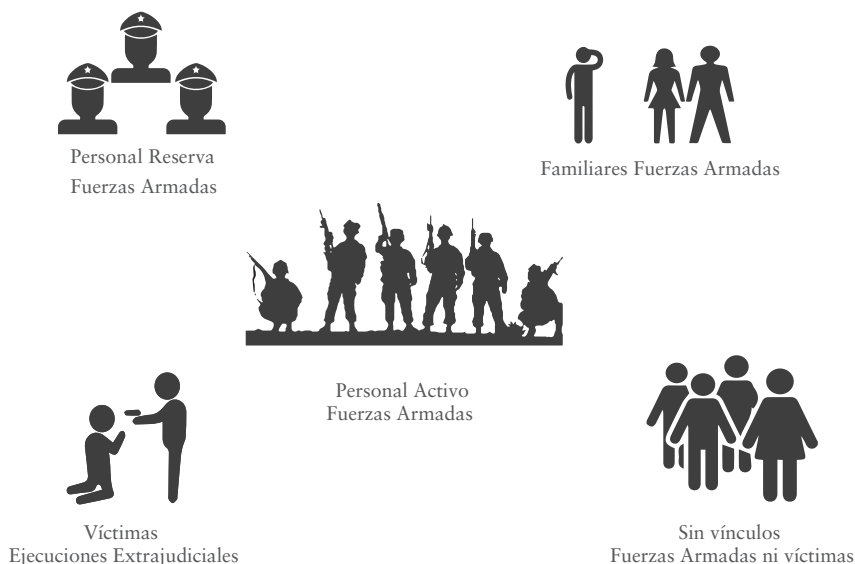 Personal Reserva
Fuerzas Armadas
Familiares Fuerzas Armadas
Personal Activo
Fuerzas Armadas
Víctimas
Ejecuciones Extrajudiciales
Sin vínculos
Fuerzas Armadas ni víctimas